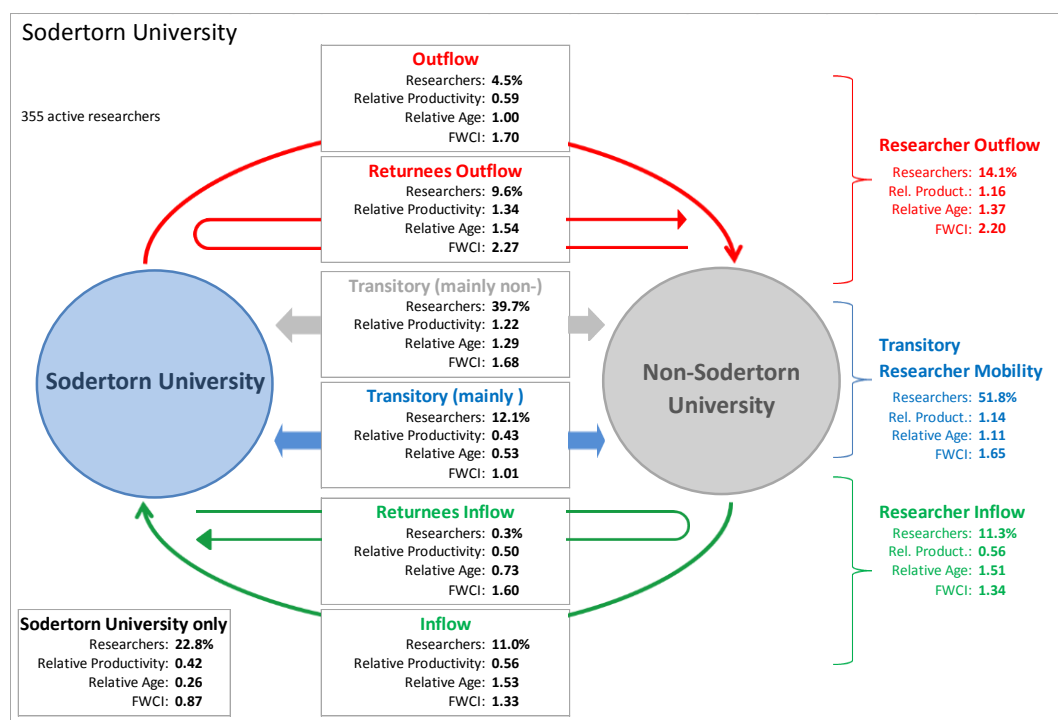 Sodertorn University
355 active researchers
Outflow
Researchers: 4.5%
Relative Productivity: 0.59
Relative Age: 1.00
FWCI: 1.70
Returnees Outflow
Researchers: 9.6%
Relative Productivity: 1.34
Relative Age: 1.54
FWCI: 2.27
Transitory (mainly non-)
Researchers: 39.7%
Relative Productivity: 1.22
Relative Age: 1.29
FWCI: 1.68
Transitory (mainly )
Researchers: 12.1%
Relative Productivity: 0.43
Relative Age: 0.53
FWCI: 1.01
Returnees Inflow
Researchers: 0.3%
Relative Productivity: 0.50
Relative Age: 0.73
FWCI: 1.60
Inflow
Researchers: 11.0%
Relative Productivity: 0.56
Relative Age: 1.53
FWCI: 1.33
Sodertorn University
Non-Sodertorn
University
Sodertorn University only
Researchers: 22.8%
Relative Productivity: 0.42
Relative Age: 0.26
FWCI: 0.87
Researcher Outflow
Researchers: 14.1%
Rel. Product.: 1.16
Relative Age: 1.37
FWCI: 2.20
Transitory
Researcher Mobility
Researchers: 51.8%
Rel. Product.: 1.14
Relative Age: 1.11
FWCI: 1.65
Researcher Inflow
Researchers: 11.3%
Rel. Product.: 0.56
Relative Age: 1.51
FWCI: 1.34